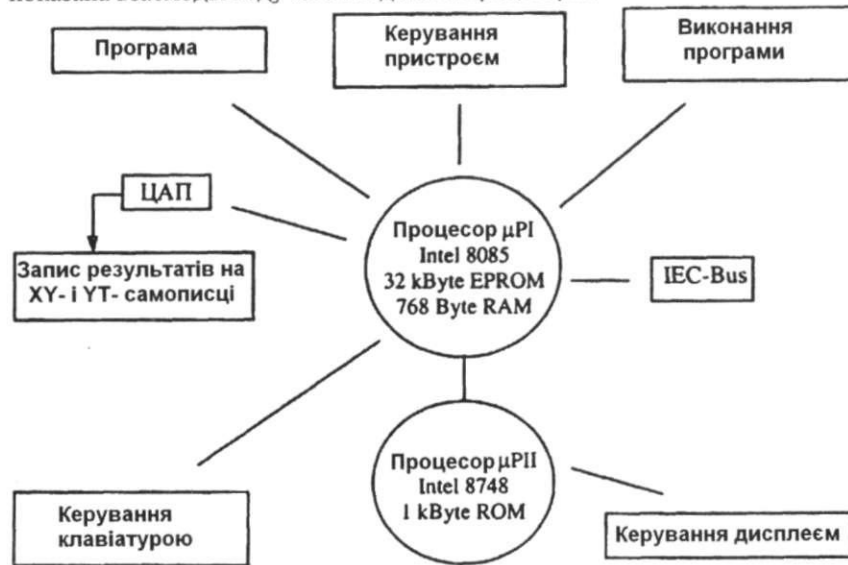 Програма
Керування
пристроєм
Виконання
програми
ЦАП
Запис результатів на
XY- і YT- самописці
Процесор μPI
Intel 8085
32 kByte EPROM
768 Byte RAM
IEC-Bus
Процесор μPII
Intel 8748
1 kByte ROM
Керування
клавіатурою
Керування дисплеєм